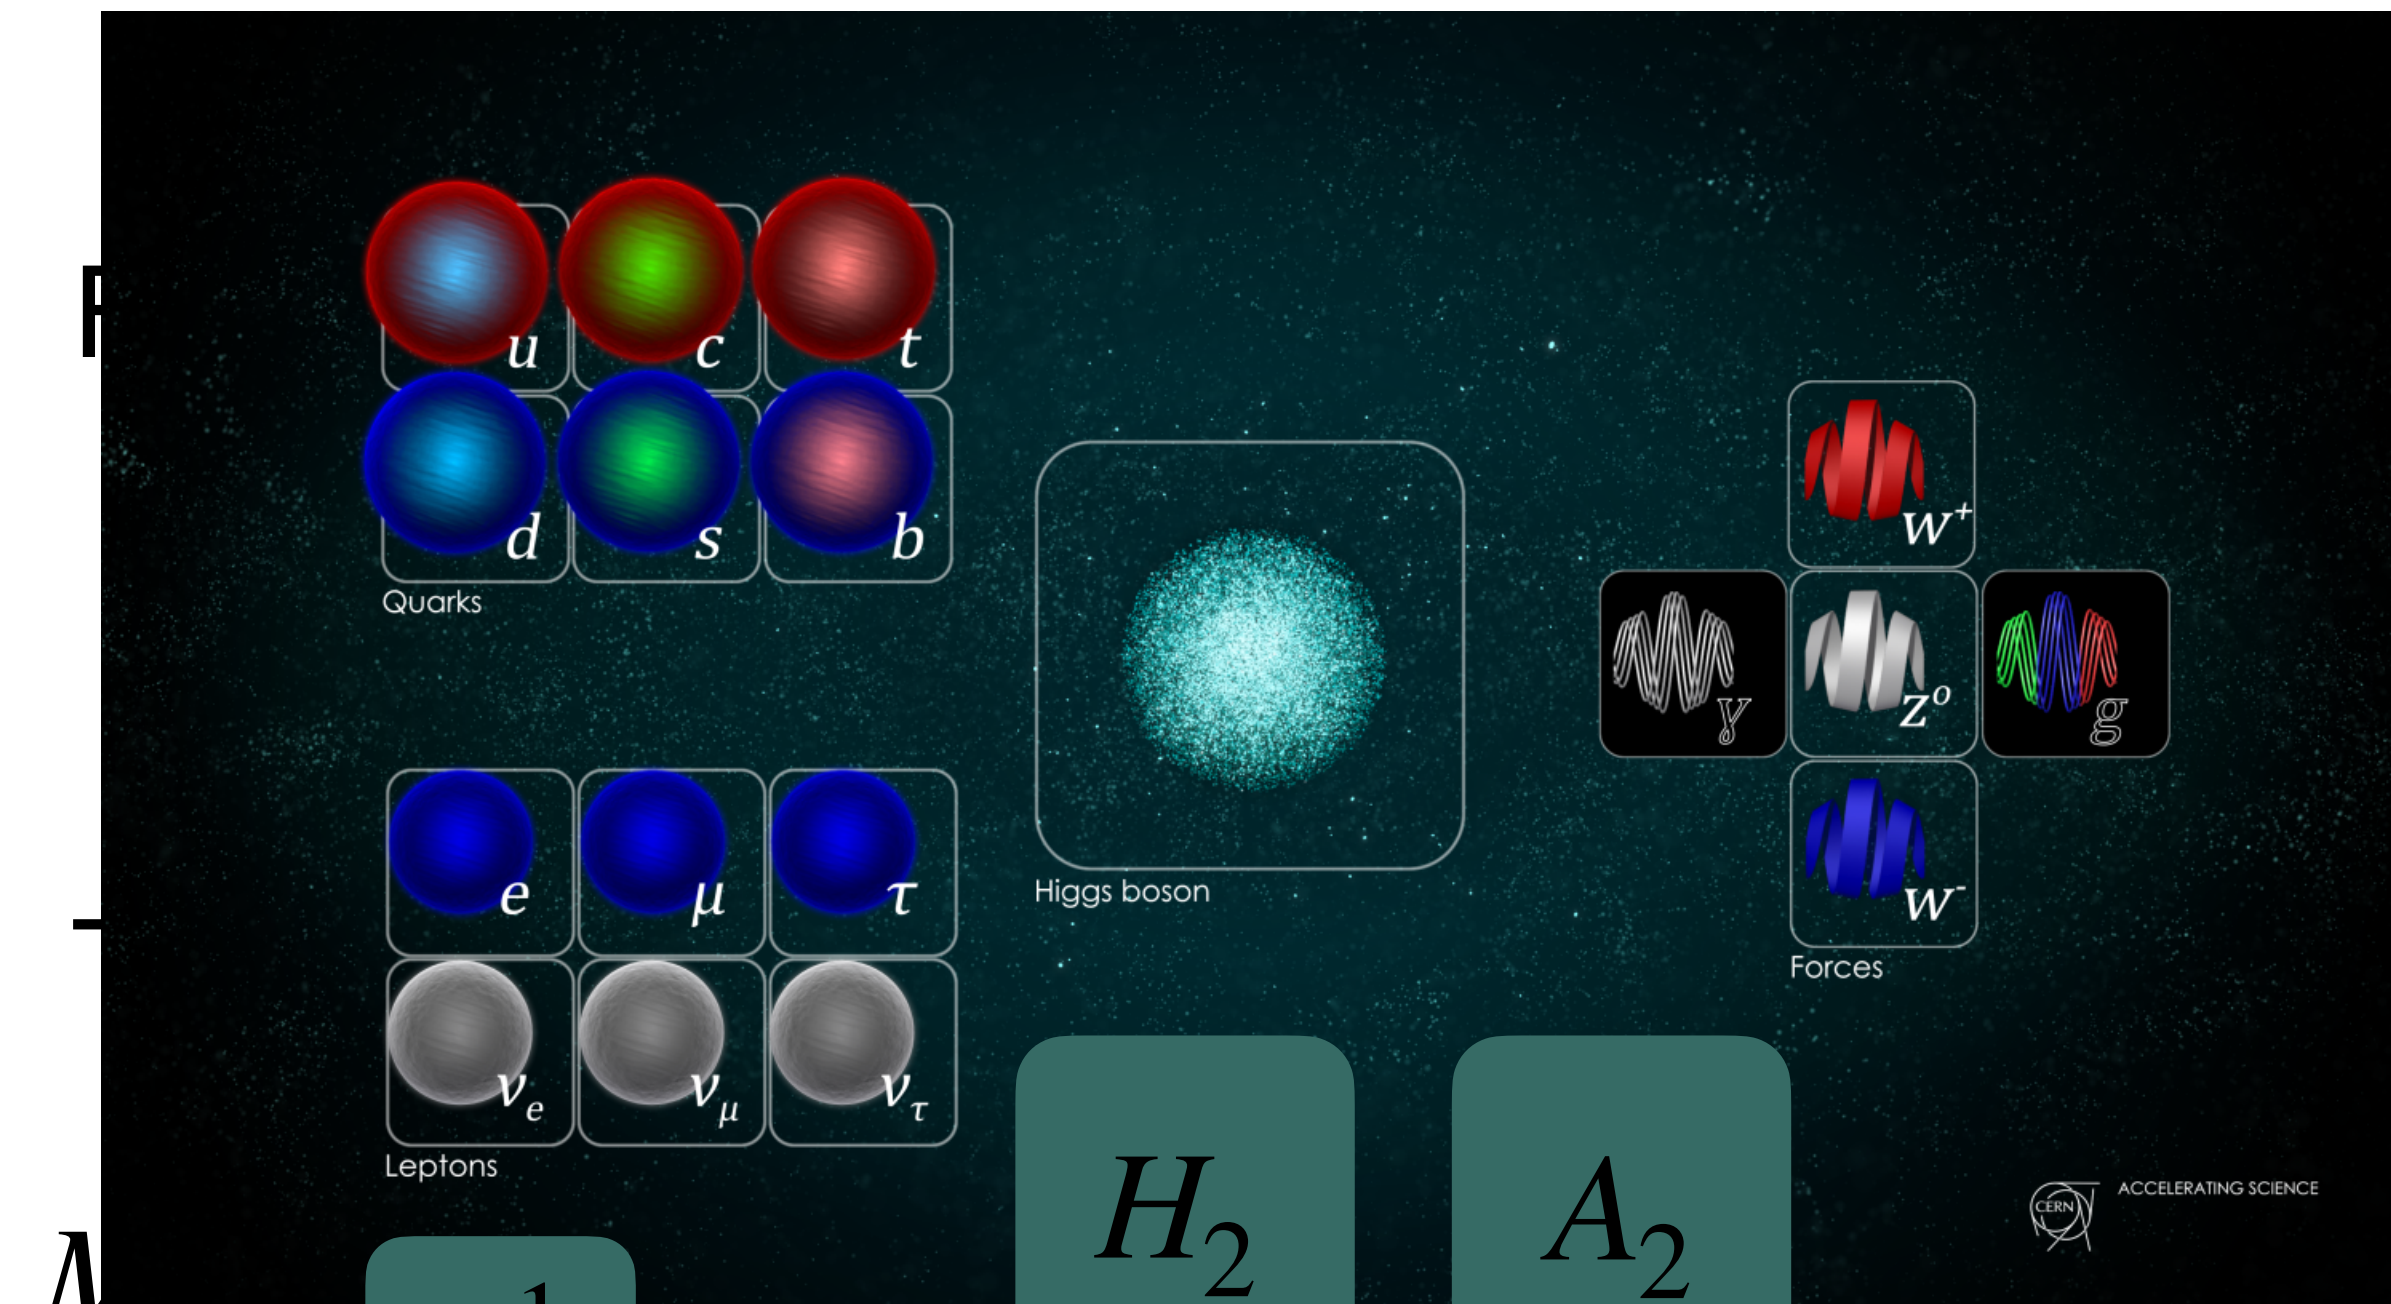 u c t
d s b
Quarks
e μ τ
νe νμ ντ
Leptons
Higgs boson
W+
γ Z0 g
W-
Forces
H2 A2
CERN
ACCELERATING SCIENCE